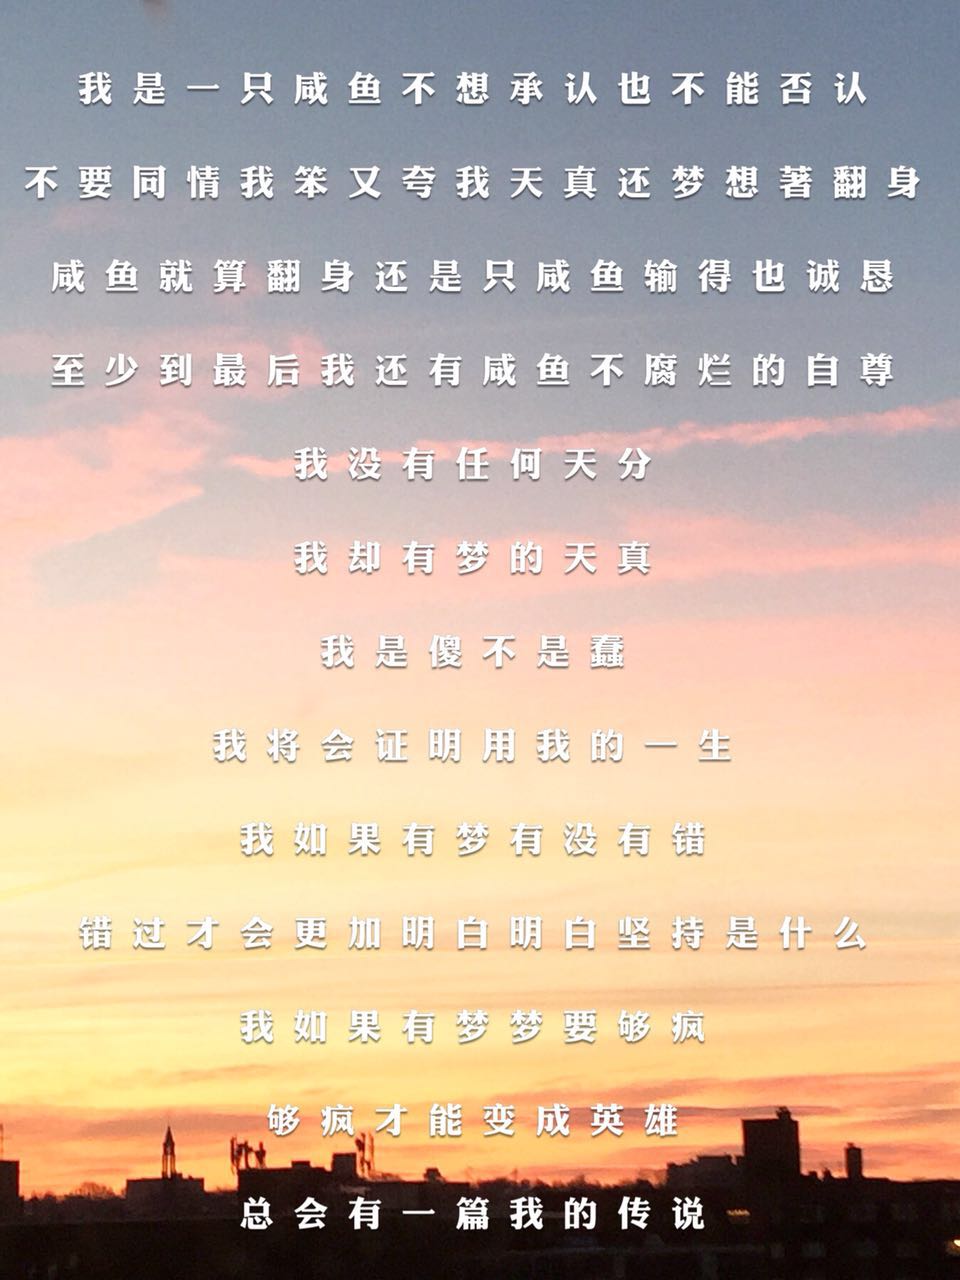 我是一只咸鱼不想承认也不能否认
不要同情我笨又夸我天真还梦想著翻身
咸鱼就算翻身还是只咸鱼输得也诚恳
至少到最后我还有咸鱼不腐烂的自尊
我没有任何天分
我却有梦的天真
我是傻不是蠢
我将会证明用我的一生
我如果有梦有没有错
错过才会更加明白明白坚持是什么
我如果有梦梦要够疯
够疯才能变成英雄
总会有一篇我的传说